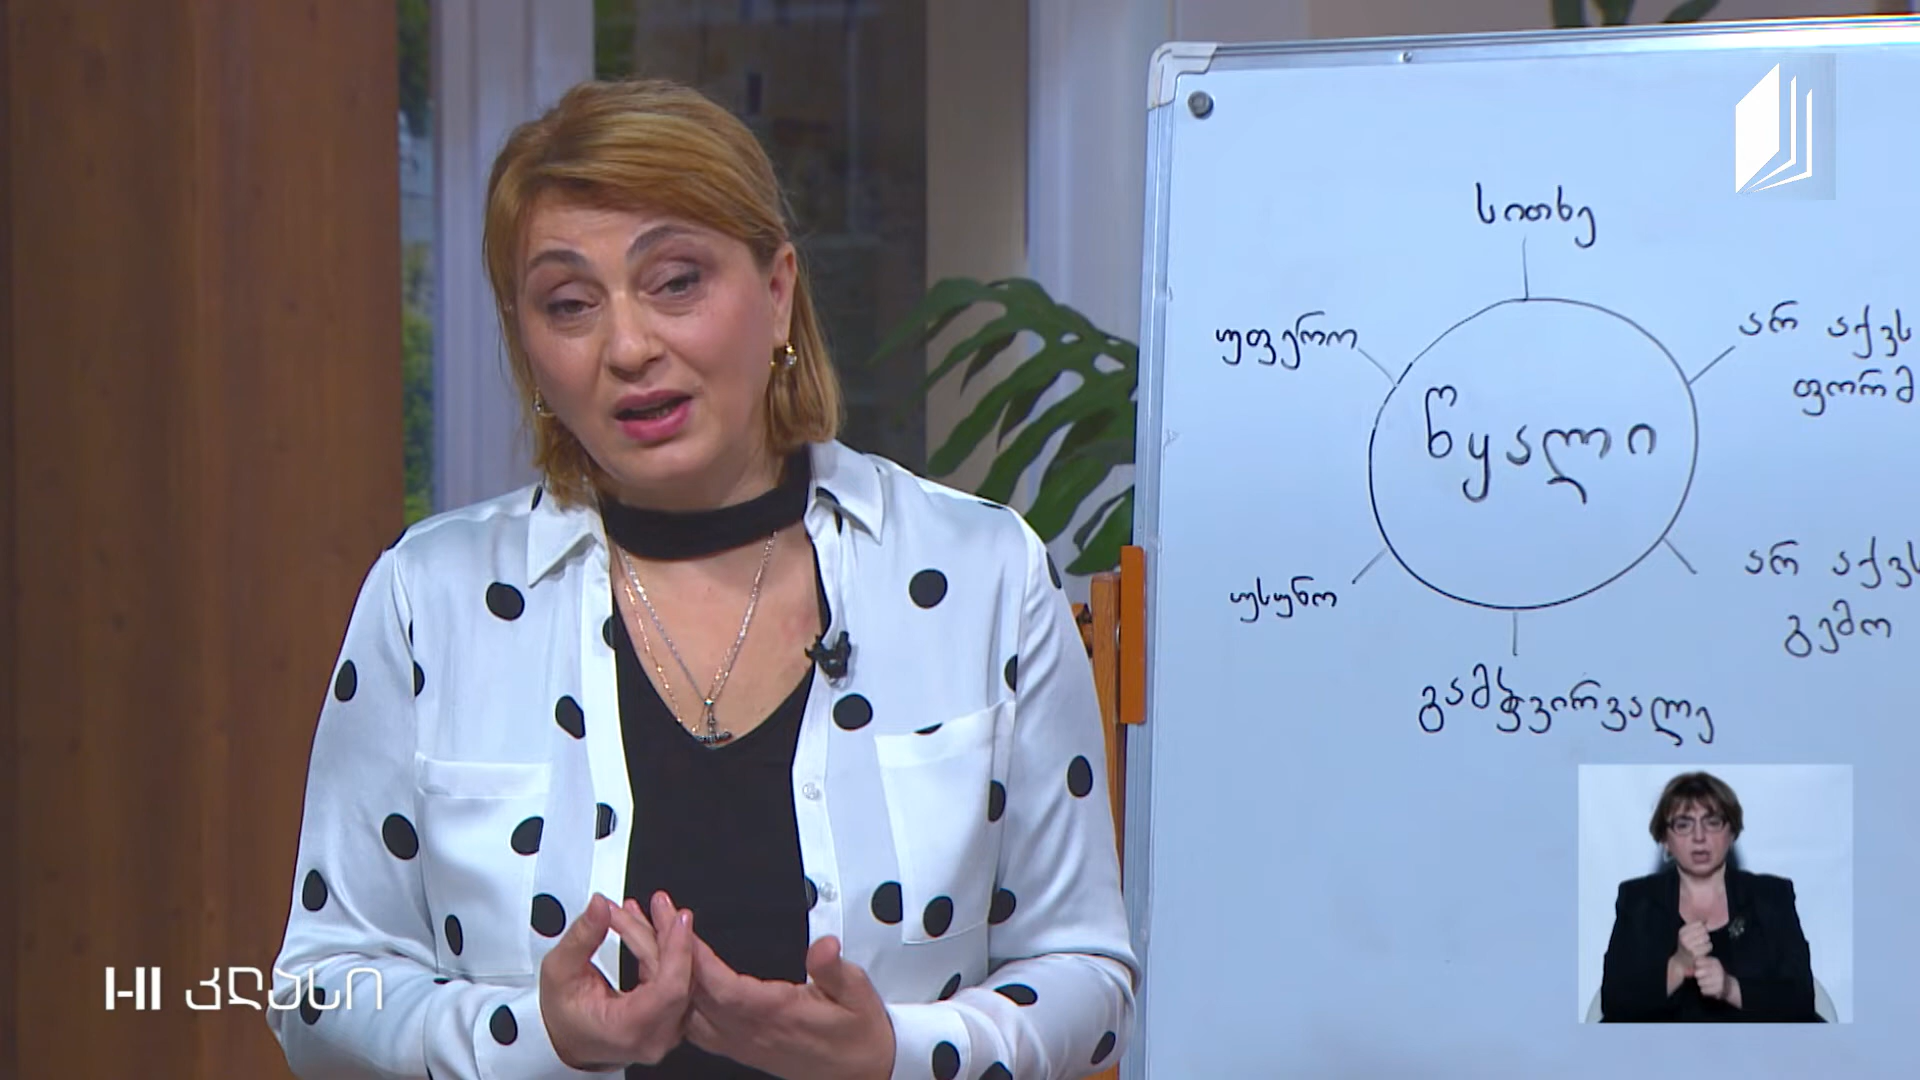 სითხე
უფერო
არ აქვს
ფორმ
წყალი
უსუნო
არ აქვს
გემო
გამჭვირვალე
I-III კლასი